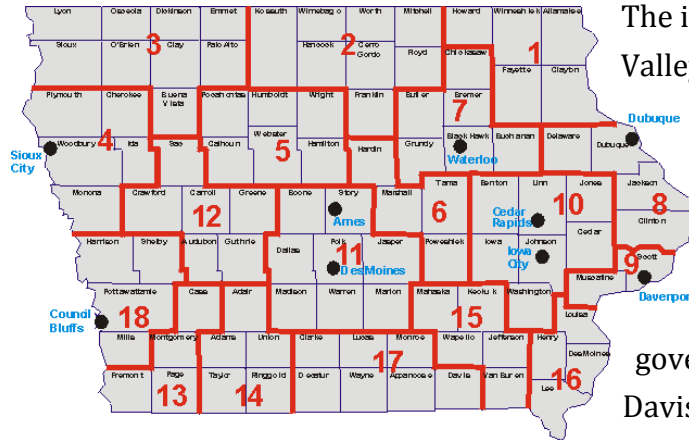 Lyon Osceola Dickinson Emmet Kossuth Winnebago Worth Mitchell Howard Winneshiek Allamakee
The i
Sioux O'Brien Clay Palo Alto Hancock Cerro Gordo Floyd Chickasaw
3 2 1
Valley
Fayette Clayton
Plymouth Cherokee Buena Vista Pocahontas Humboldt Wright Franklin Butler Bremer
7
Dubuque
Woodbury Ida Sac Calhoun Webster Hamilton Hardin Grundy Black Hawk Buchanan Delaware Dubuque
4 5
Sioux City
Waterloo
Monona Crawford Carroll Greene Boone Story Marshall Tama Benton Linn Jones Jackson
12 6 10 8
Ames
Cedar Rapids
Clinton
Harrison Shelby Audubon Guthrie Dallas Polk Jasper Poweshiek Iowa Johnson Cedar
11 9
Des Moines
Iowa City
Scott
Muscatine
Davenport
Pottawattamie Cass Adair Madison Warren Marion Mahaska Keokuk Washington
Louisa
18 15
Council Bluffs
Mills Montgomery Adams Union Clarke Lucas Monroe Wapello Jefferson Henry
Des Moines
17 16
gove
Fremont Page Taylor Ringgold Decatur Wayne Appanoose Davis Van Buren Lee
13 14
Davis